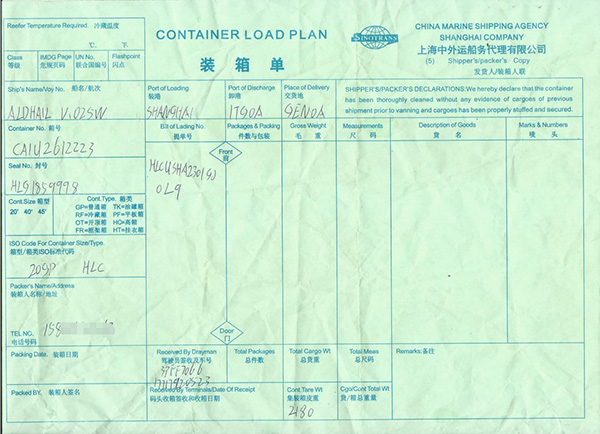 Reefer Temperature Required. 冷藏温度
℃. ℉.
CONTAINER LOAD PLAN
装 箱 单
SINOTRANS
CHINA MARINE SHIPPING AGENCY
SHANGHAI COMPANY
上海中外运船务代理有限公司
(5) Shipper's/packer's Copy
发货人/装箱人联
Class 等级
IMDG Page 危规页码
UN No. 联合国编号
Flashpoint 闪点
Ship's Name/Voy No. 船名/航次
ALDHAIL V.025W
Port of Loading 装港
SHANGHAI
Port of Discharge 卸港
ITGOA
Place of Delivery 交货地
GENOA
SHIPPER'S/PACKER'S DECLARATIONS: We hereby declare that the container
has been thoroughly cleaned without any evidence of cargoes of previous
shipment prior to vanning and cargoes has been properly stuffed and secured.
Container No. 箱号
CAIU2612223
Bill of Lading No. 提单号
Packages & Packing 件数与包装
Gross Weight 毛 重
Measurements 尺 码
Description of Goods 货 名
Marks & Numbers 唛 头
Seal No. 封号
HLG1859998
Front 前
HLCUSHA2301
OL9
Cont.Size 箱型
20' 40' 45'
Cont.Type. 箱类
GP=普通箱 TK=油罐箱
RF=冷藏箱 PF=平板箱
OT=开顶箱 HC=高箱
FR=框架箱 HT=挂衣箱
ISO Code For Container Size/Type.
箱型/箱类ISO标准代码
20GP HLC
Packer's Name/Address
装箱人名称/地址
TEL NO. 电话号码
158
Door 门
Packing Date. 装箱日期
Received By Drayman
驾驶员签收及车号
Total Packages 总件数
Total Cargo Wt 总货重
Total Meas 总尺码
Remarks:备注
Packed BY. 装箱人签名
Received By Terminals/Date Of Receipt
码头收箱签收和收箱日期
Cont.Tare Wt 集装箱皮重
2180
Cgo/Cont Total Wt 货/箱总重量